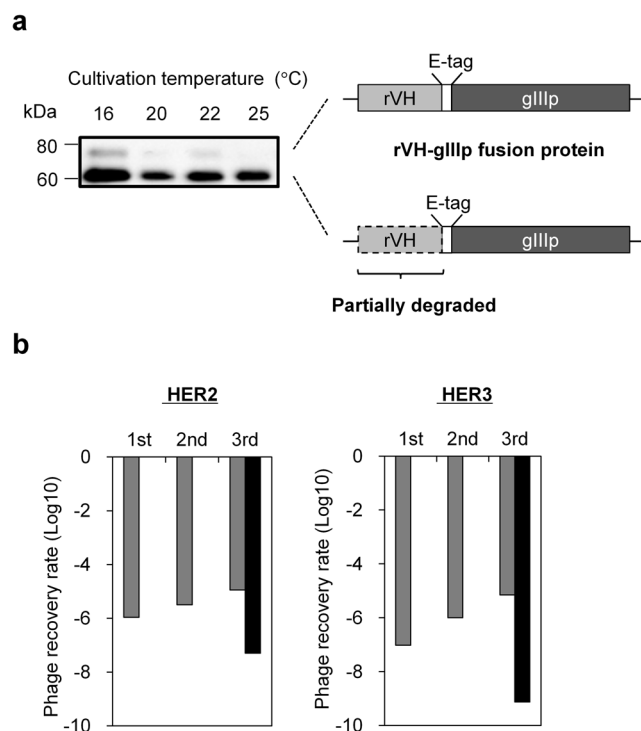 a
Cultivation temperature (°C)
kDa 16 20 22 25
80
60
E-tag
rVH gIIIp
rVH-gIIIp fusion protein
E-tag
rVH gIIIp
Partially degraded
b
HER2 HER3
1st 2nd 3rd 1st 2nd 3rd
0 0
-2 -2
-4 -4
-6 -6
-8 -8
-10 -10
Phage recovery rate (Log10) Phage recovery rate (Log10)